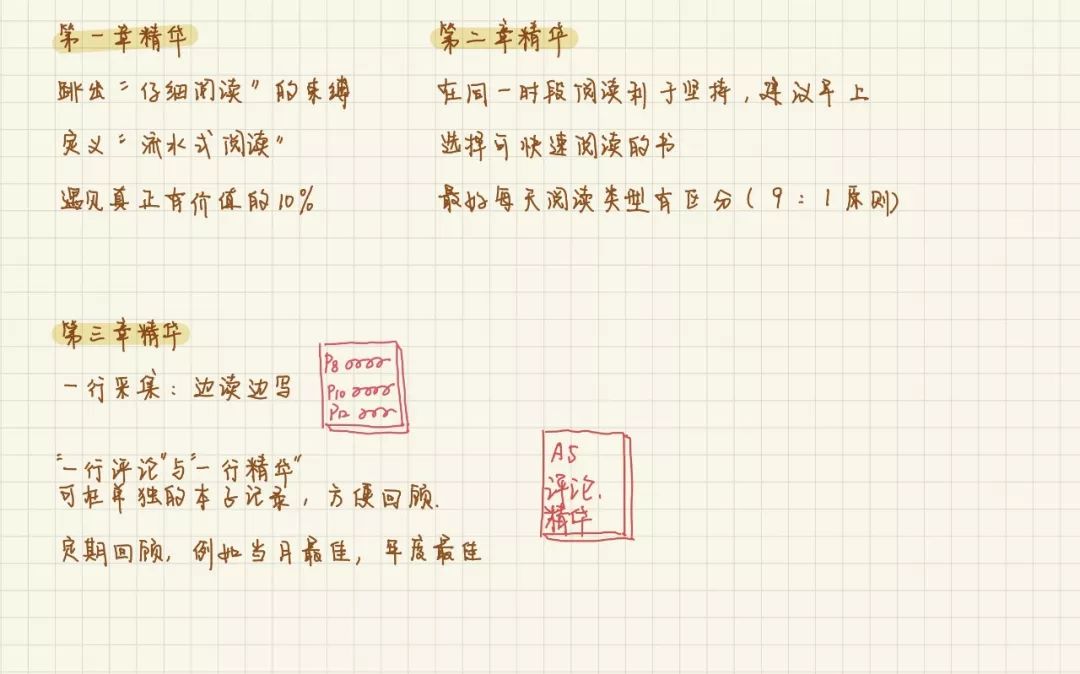 第一章精华
跳出“仔细阅读”的束缚
定义“流水式阅读”
遇见真正有价值的10%
第二章精华
在同一时段阅读利于坚持，建议早上
选择可快速阅读的书
最好每天阅读类型有区分(9:1原则)
第三章精华
一行采集：边读边写
P8
P10
P12
“一行评论”与“一行精华”
可在单独的本子记录，方便回顾.
A5
评论.
精华
定期回顾，例如当月最佳，年度最佳